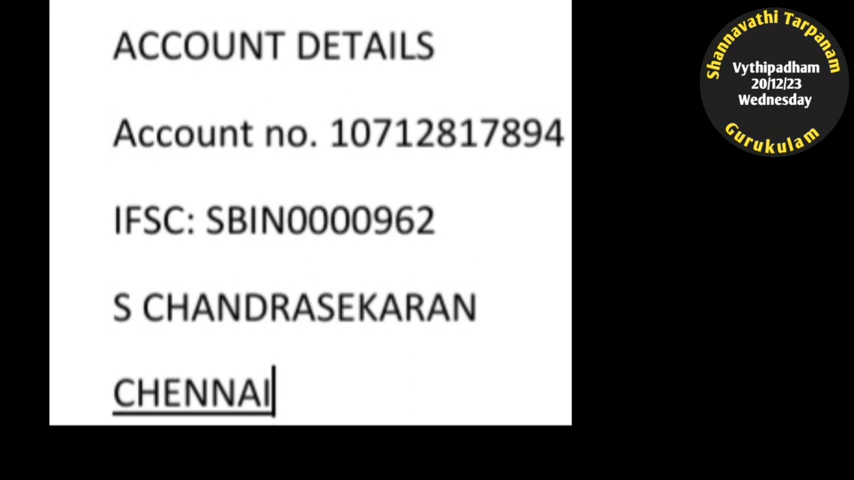 ACCOUNT DETAILS
Account no. 10712817894
IFSC: SBIN0000962
S CHANDRASEKARAN
CHENNAI
Shannavathi Tarpanam
Vythipadham
20/12/23
Wednesday
Gurukulam